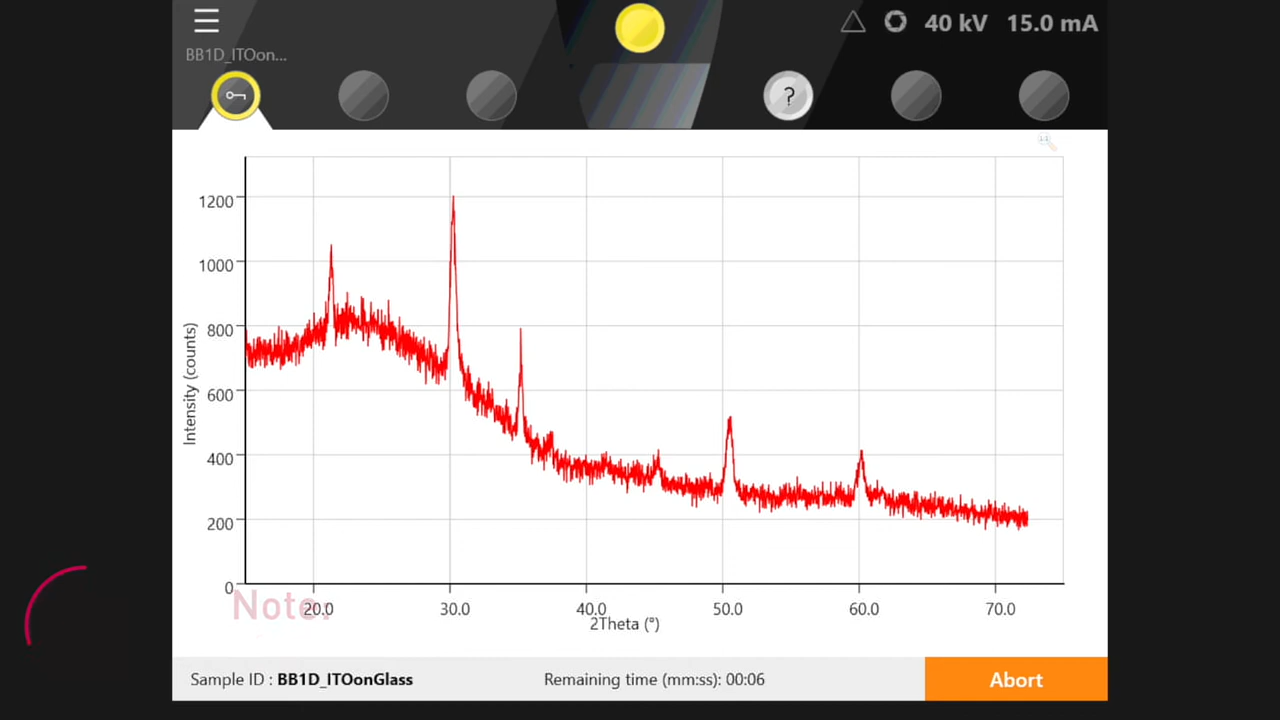 40 kV 15.0 mA
BB1D_ITOon...
?
1:1
1200
1000
800
600
400
200
0
Intensity (counts)
20.0 30.0 40.0 50.0 60.0 70.0
2Theta (°)
Note.
Sample ID : BB1D_ITOonGlass Remaining time (mm:ss): 00:06 Abort